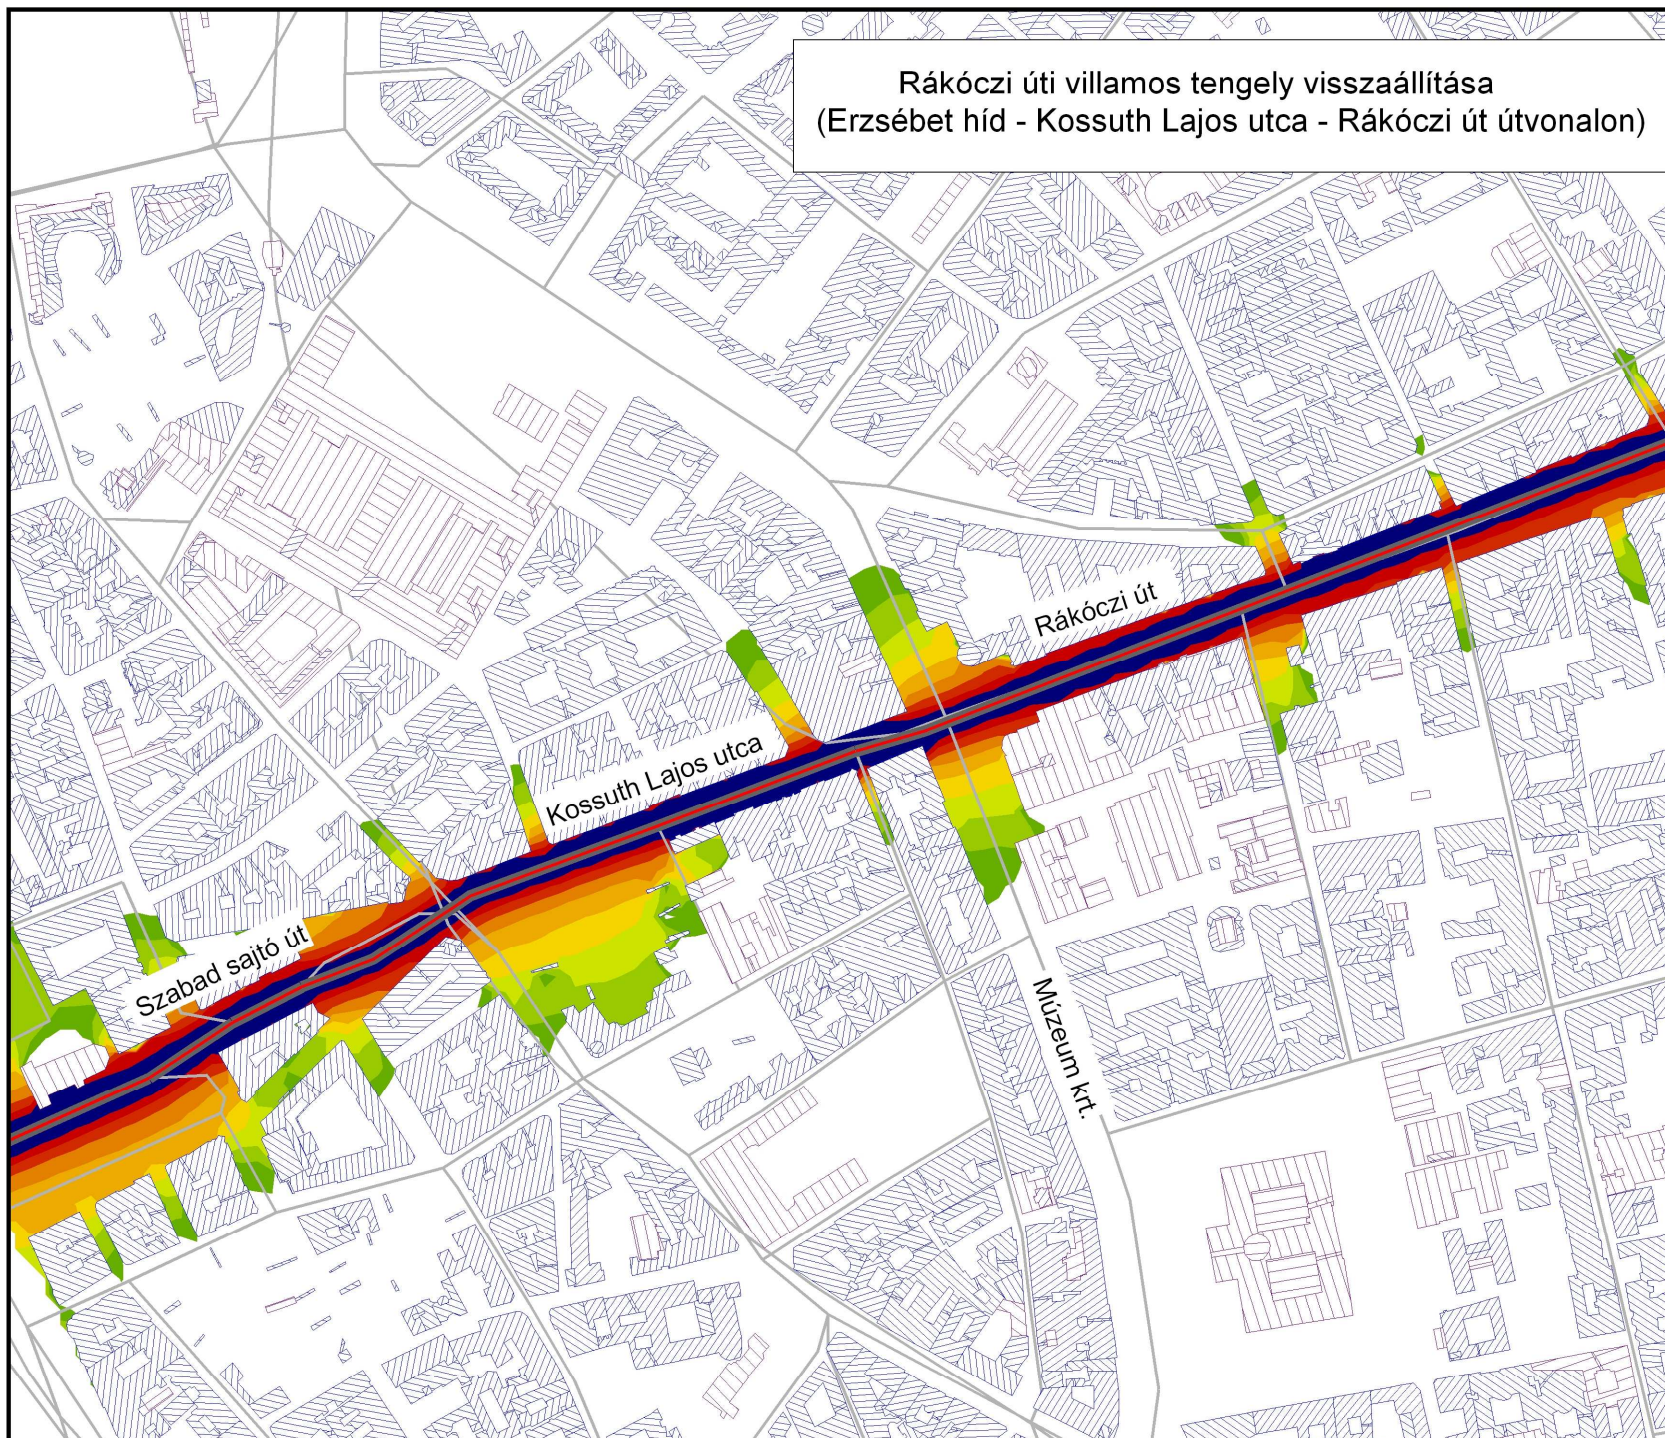 Rákóczi úti villamos tengely visszaállítása
(Erzsébet híd - Kossuth Lajos utca - Rákóczi út útvonalon)
Rákóczi út
Kossuth Lajos utca
Szabad sajtó út
Múzeum krt.